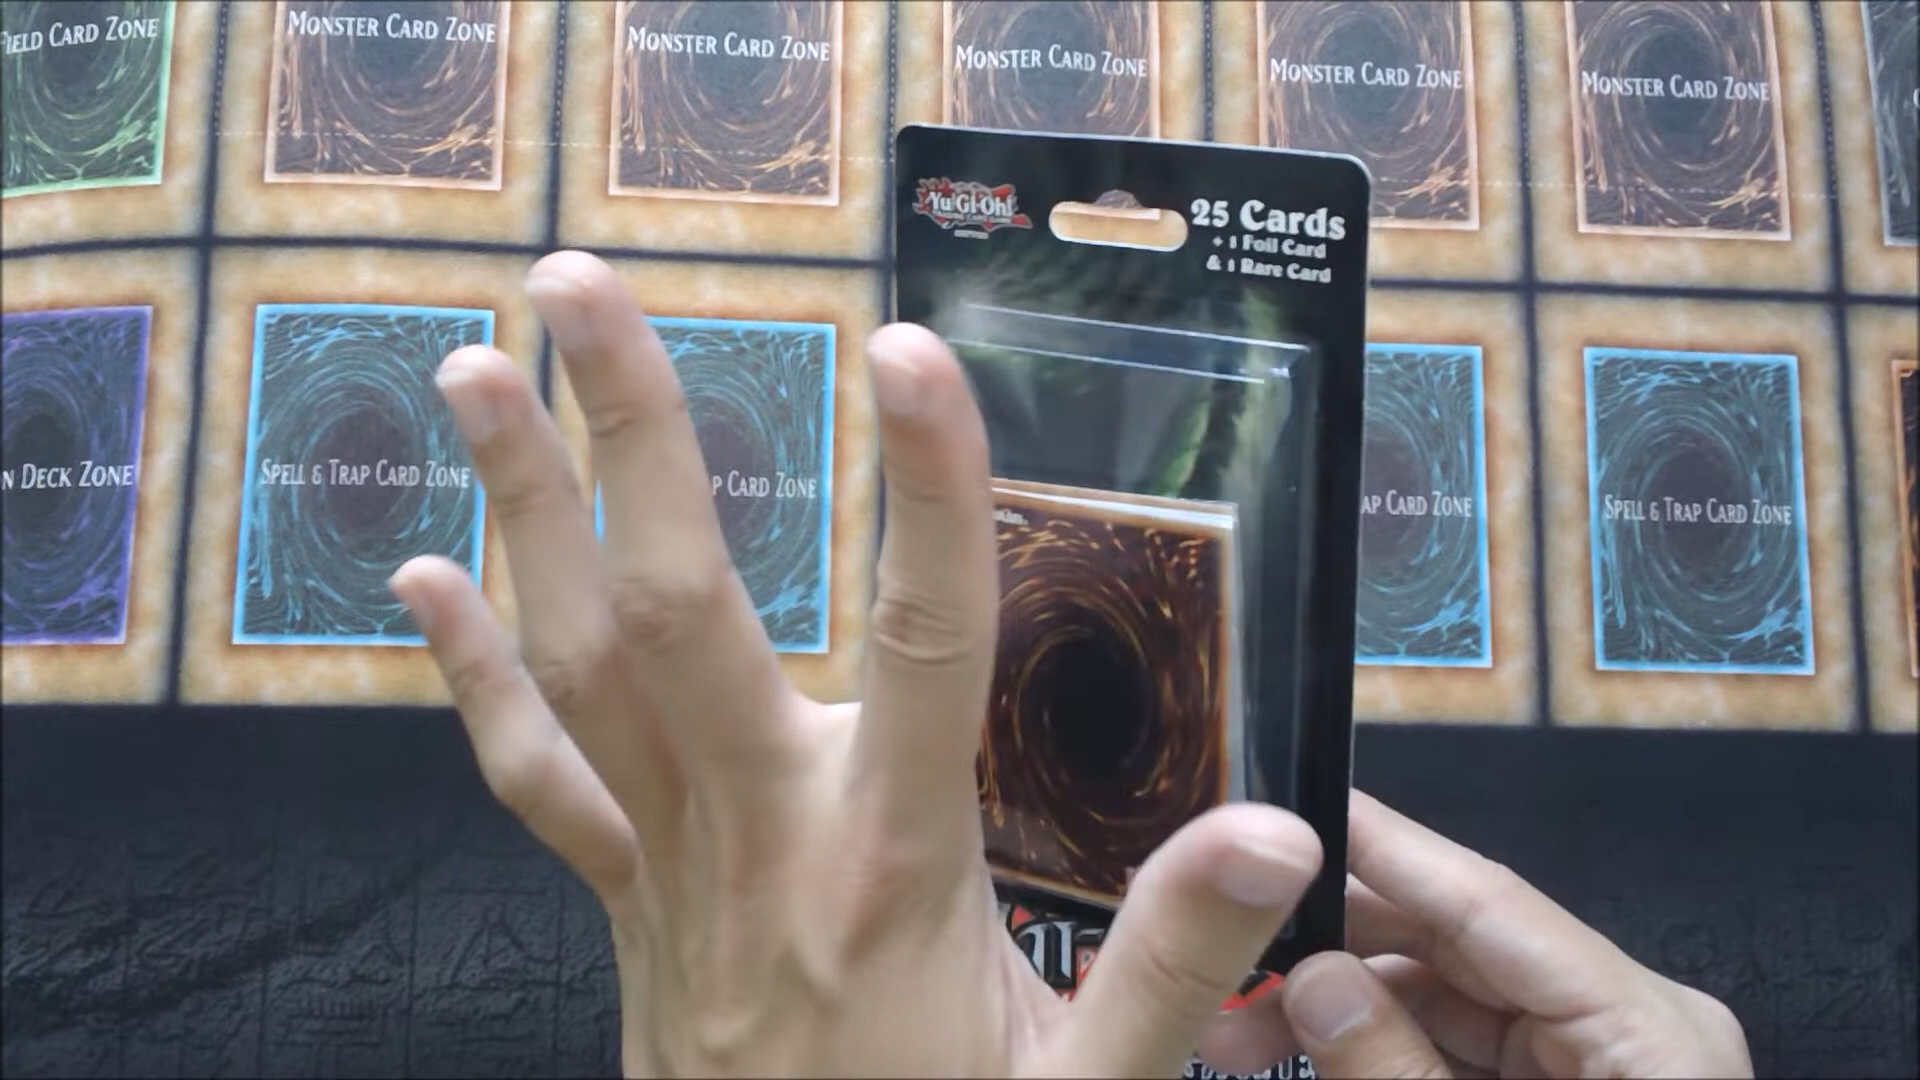 FIELD CARD ZONE
MONSTER CARD ZONE
MONSTER CARD ZONE
MONSTER CARD ZONE
MONSTER CARD ZONE
MONSTER CARD ZONE
Yu-Gi-Oh!
25 Cards
+ 1 Foil Card
& 1 Rare Card
DECK ZONE
SPELL & TRAP CARD ZONE
CARD ZONE
CARD ZONE
SPELL & TRAP CARD ZONE